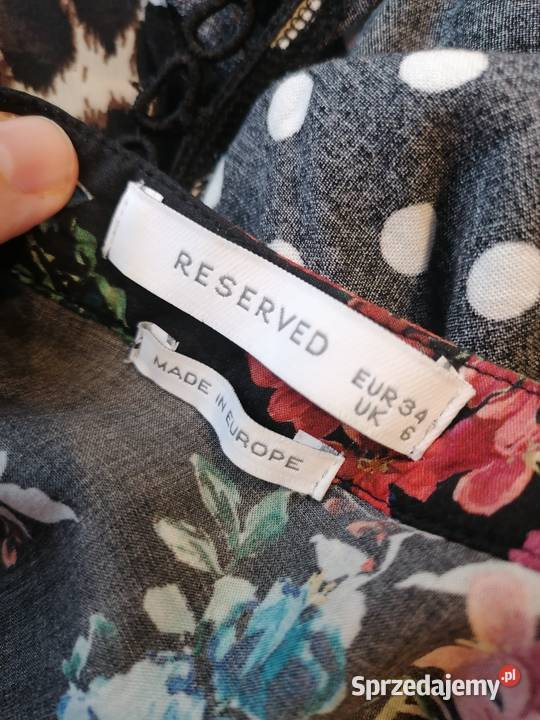 RESERVED
EUR 34
UK 6
MADE IN EUROPE
Sprzedajemy.pl